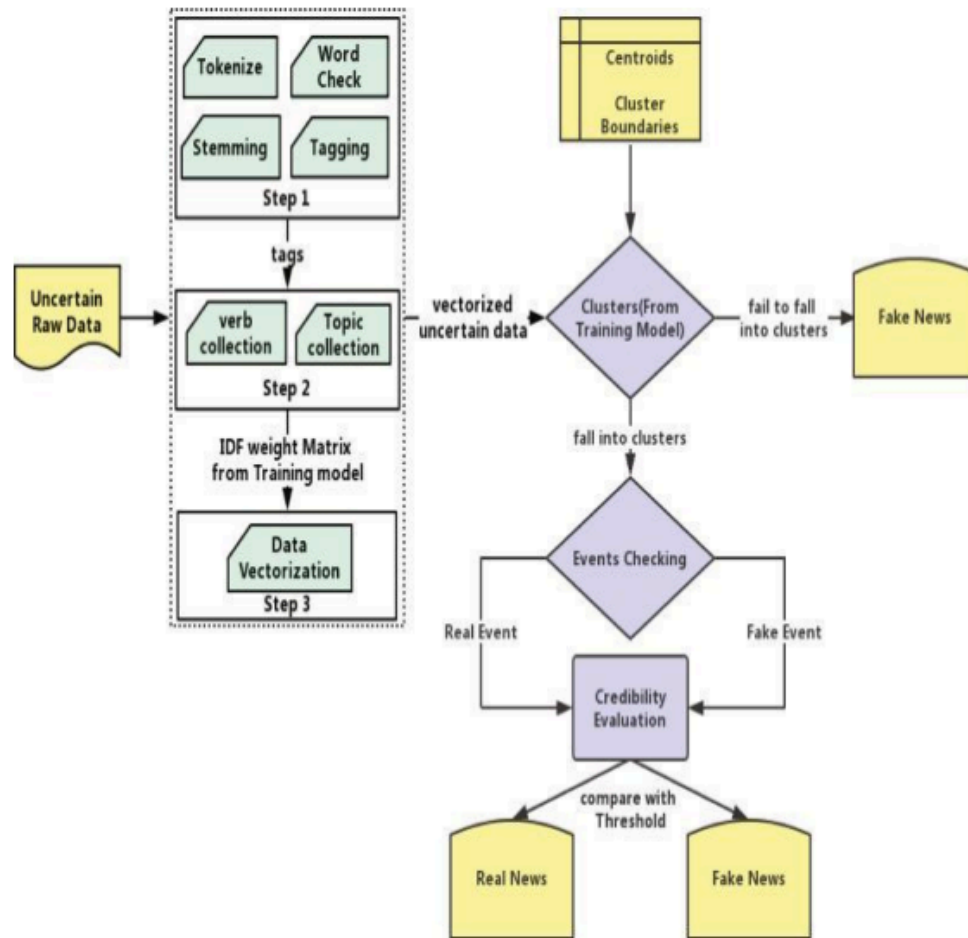 Tokenize
Word
Check
Stemming
Tagging
Step 1
tags
Uncertain
Raw Data
verb
collection
Topic
collection
Step 2
IDF weight Matrix
from Training model
Data
Vectorization
Step 3
vectorized
uncertain data
Centroids
Cluster
Boundaries
Clusters(From
Training Model)
fail to fall
into clusters
Fake News
fall into clusters
Events Checking
Real Event
Fake Event
Credibility
Evaluation
compare with
Threshold
Real News
Fake News